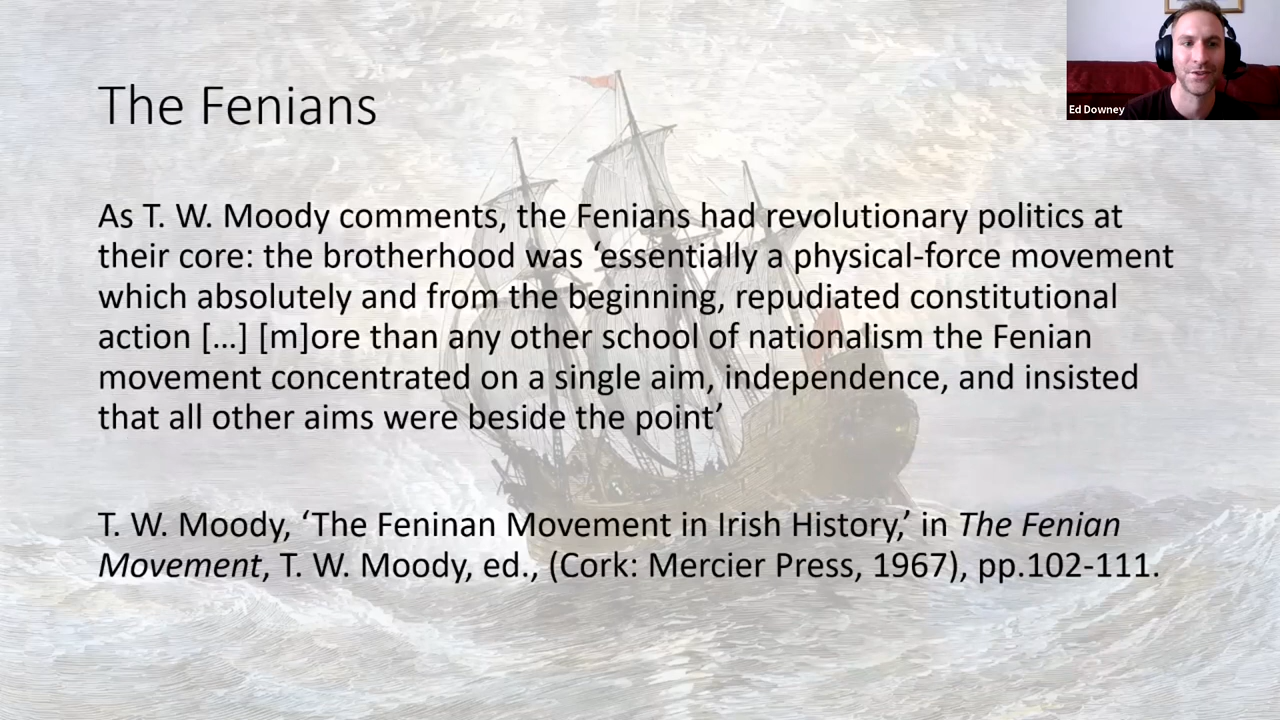 The Fenians
Ed Downey
As T. W. Moody comments, the Fenians had revolutionary politics at
their core: the brotherhood was ‘essentially a physical-force movement
which absolutely and from the beginning, repudiated constitutional
action […] [m]ore than any other school of nationalism the Fenian
movement concentrated on a single aim, independence, and insisted
that all other aims were beside the point’
T. W. Moody, ‘The Feninan Movement in Irish History,’ in The Fenian
Movement, T. W. Moody, ed., (Cork: Mercier Press, 1967), pp.102-111.